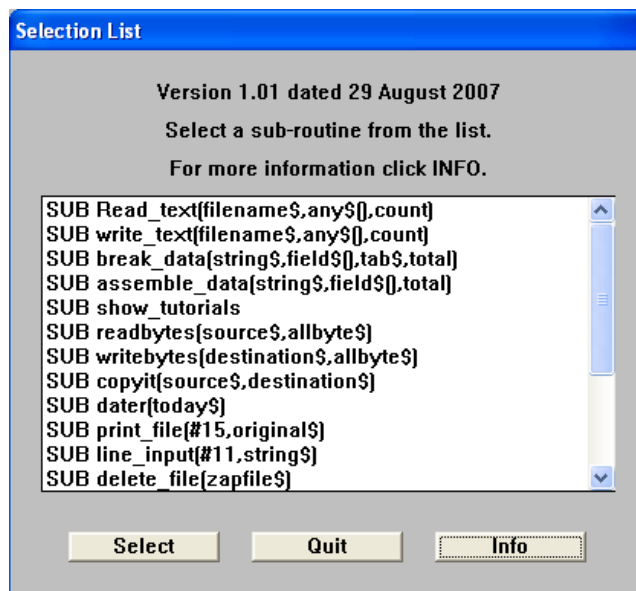 Selection List
Version 1.01 dated 29 August 2007
Select a sub-routine from the list.
For more information click INFO.
SUB Read_text(filename$,any$(),count)
SUB write_text(filename$,any$(),count)
SUB break_data(string$,field$(),tab$,total)
SUB assemble_data(string$,field$(),total)
SUB show_tutorials
SUB readbytes(source$,allbyte$)
SUB writebytes(destination$,allbyte$)
SUB copyit(source$,destination$)
SUB dater(today$)
SUB print_file(#15,original$)
SUB line_input(#11,string$)
SUB delete_file(zapfile$)
Select Quit Info